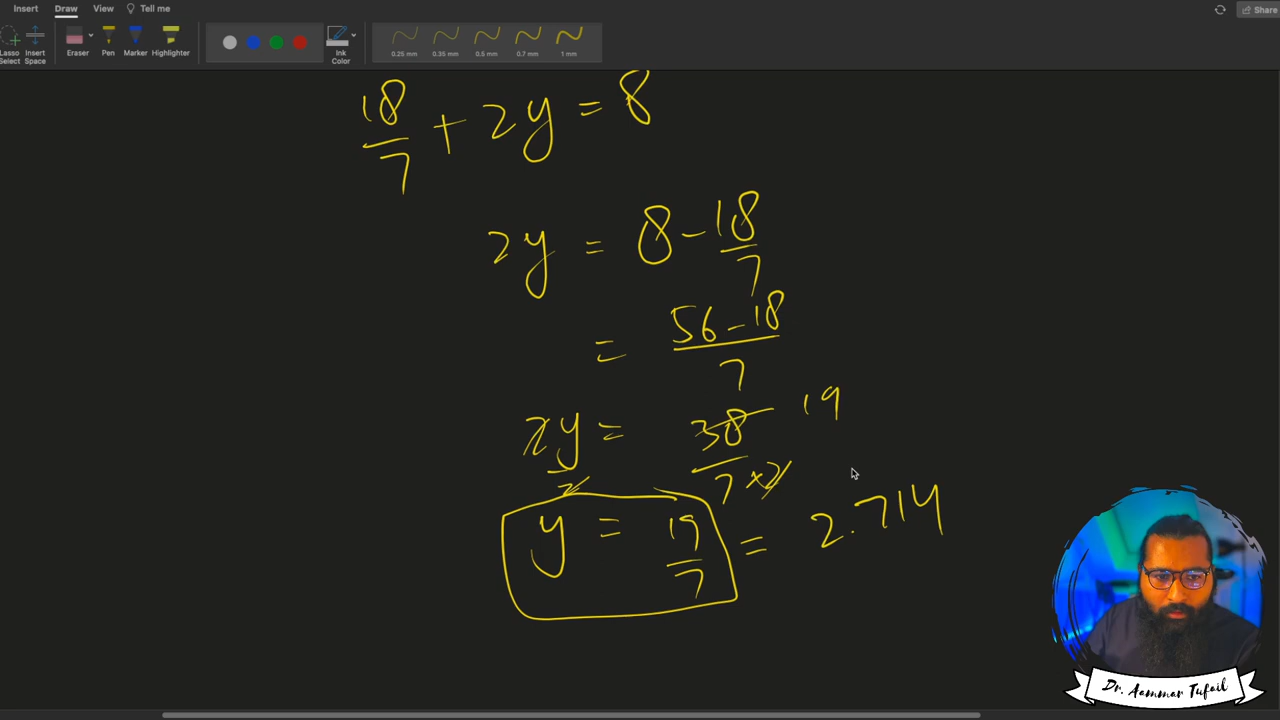 Insert Draw View Tell me Share
Lasso Select Insert Space Eraser Pen Marker Highlighter Ink Color 0.25 mm 0.35 mm 0.5 mm 0.7 mm 1 mm
18/7 + 2y = 8
2y = 8 - 18/7
= 56 - 18/7
2y/2 = 38/7×2 19
y = 19/7 = 2.714
Dr. Aammar Tufail